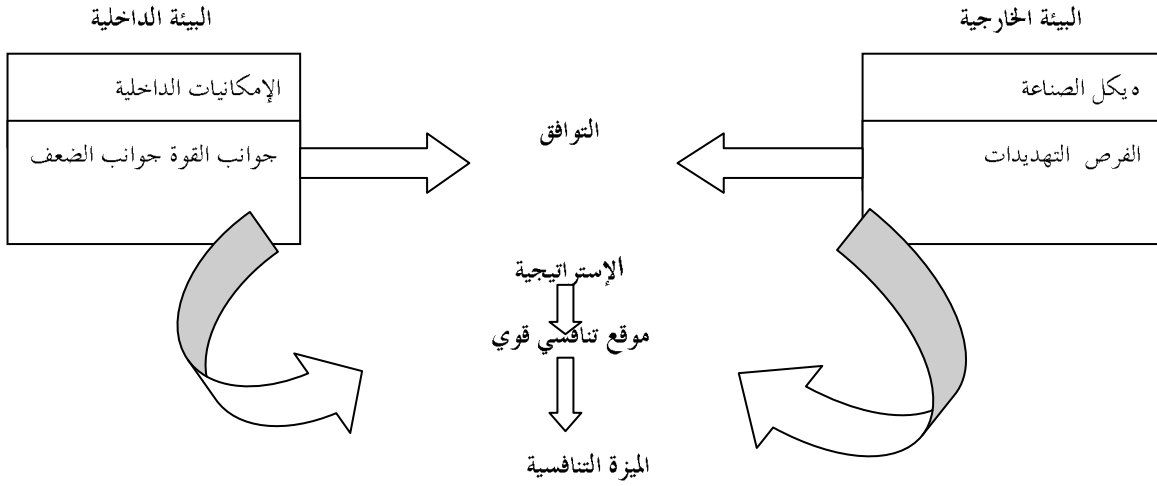 البيئة الخارجية
البيئة الداخلية
ه يكل الصناعة
الإمكانيات الداخلية
الفرص التهديدات
التوافق
جوانب القوة جوانب الضعف
الإستراتيجية
موقع تنافسي قوي
الميزة التنافسية